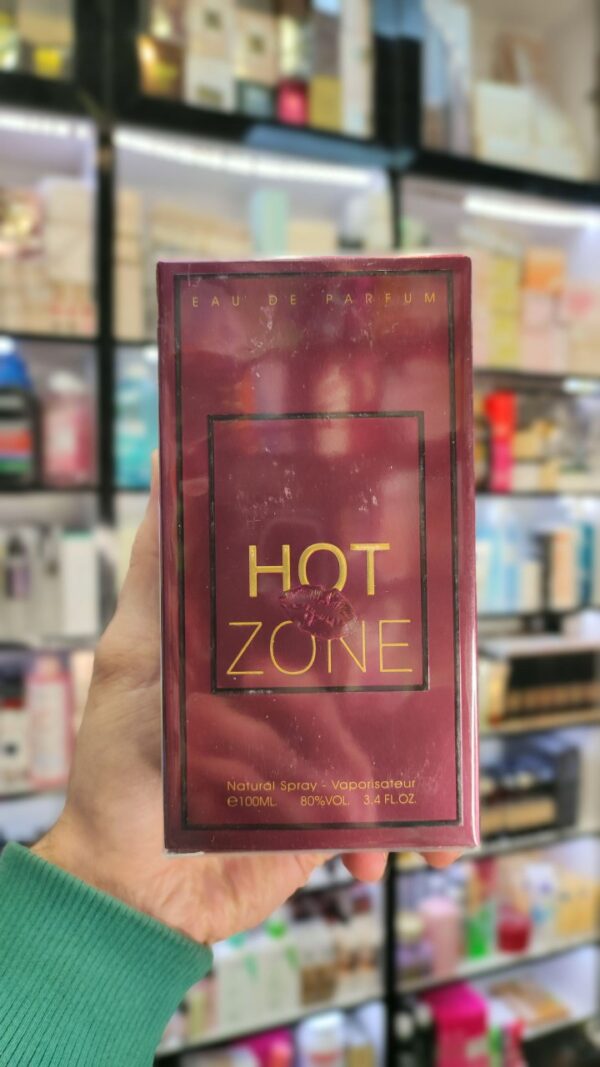 EAU DE PARFUM
HOT
ZONE
Natural Spray - Vaporisateur
℮100ML. 80%VOL. 3.4 FL.OZ.